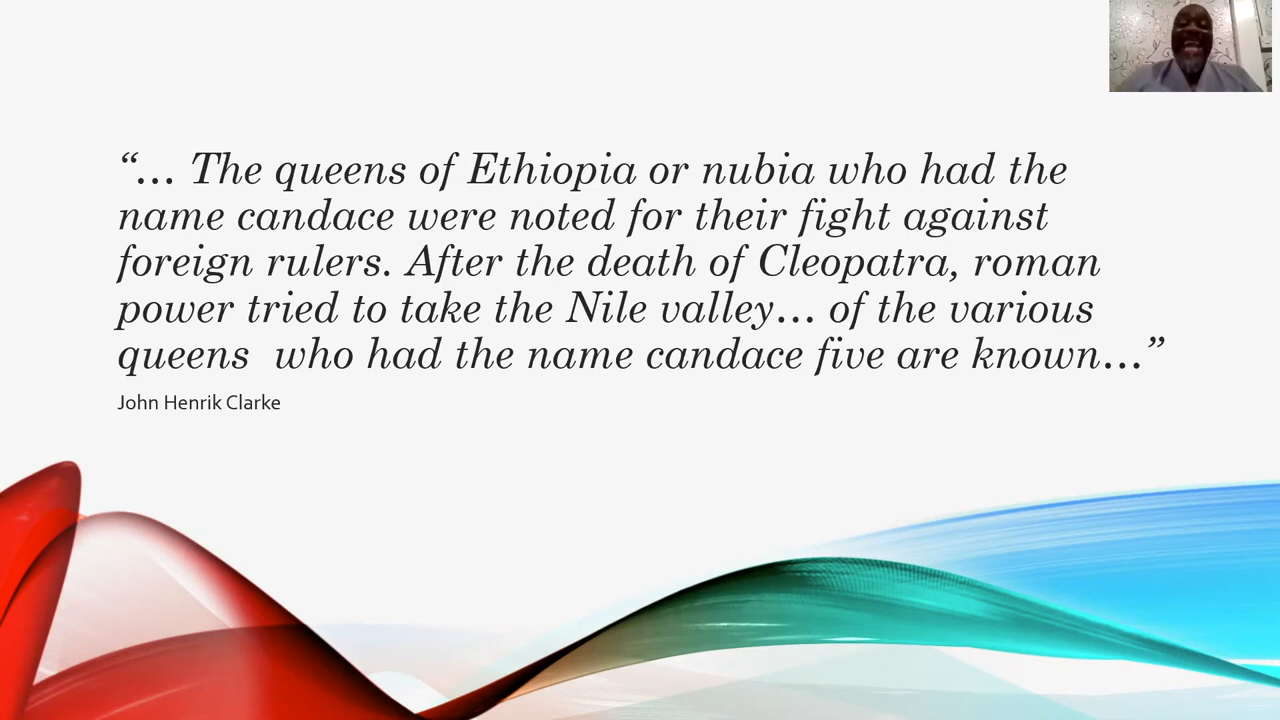 “… The queens of Ethiopia or nubia who had the
name candace were noted for their fight against
foreign rulers. After the death of Cleopatra, roman
power tried to take the Nile valley… of the various
queens  who had the name candace five are known…”
John Henrik Clarke